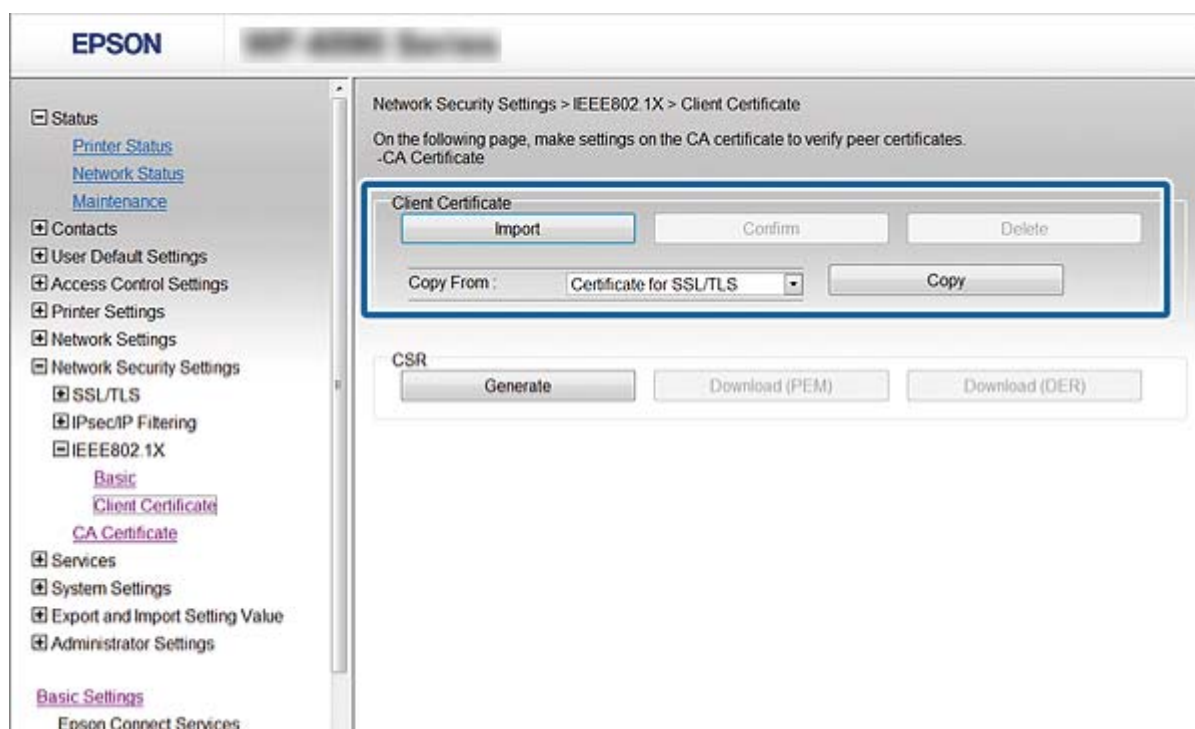 EPSON
Status
Printer Status
Network Status
Maintenance
Contacts
User Default Settings
Access Control Settings
Printer Settings
Network Settings
Network Security Settings
SSL/TLS
IPsec/IP Filtering
IEEE802.1X
Basic
Client Certificate
CA Certificate
Services
System Settings
Export and Import Setting Value
Administrator Settings
Basic Settings
Epson Connect Services
Network Security Settings > IEEE802.1X > Client Certificate
On the following page, make settings on the CA certificate to verify peer certificates.
-CA Certificate
Client Certificate
Import Confirm Delete
Copy From : Certificate for SSL/TLS Copy
CSR
Generate Download (PEM) Download (DER)